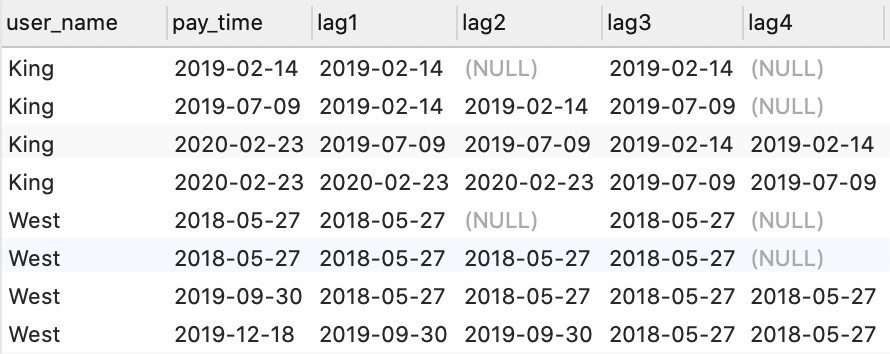 user_name pay_time lag1 lag2 lag3 lag4
King 2019-02-14 2019-02-14 (NULL) 2019-02-14 (NULL)
King 2019-07-09 2019-02-14 2019-02-14 2019-07-09 (NULL)
King 2020-02-23 2019-07-09 2019-07-09 2019-02-14 2019-02-14
King 2020-02-23 2020-02-23 2020-02-23 2019-07-09 2019-07-09
West 2018-05-27 2018-05-27 (NULL) 2018-05-27 (NULL)
West 2018-05-27 2018-05-27 2018-05-27 2018-05-27 (NULL)
West 2019-09-30 2018-05-27 2018-05-27 2018-05-27 2018-05-27
West 2019-12-18 2019-09-30 2019-09-30 2018-05-27 2018-05-27